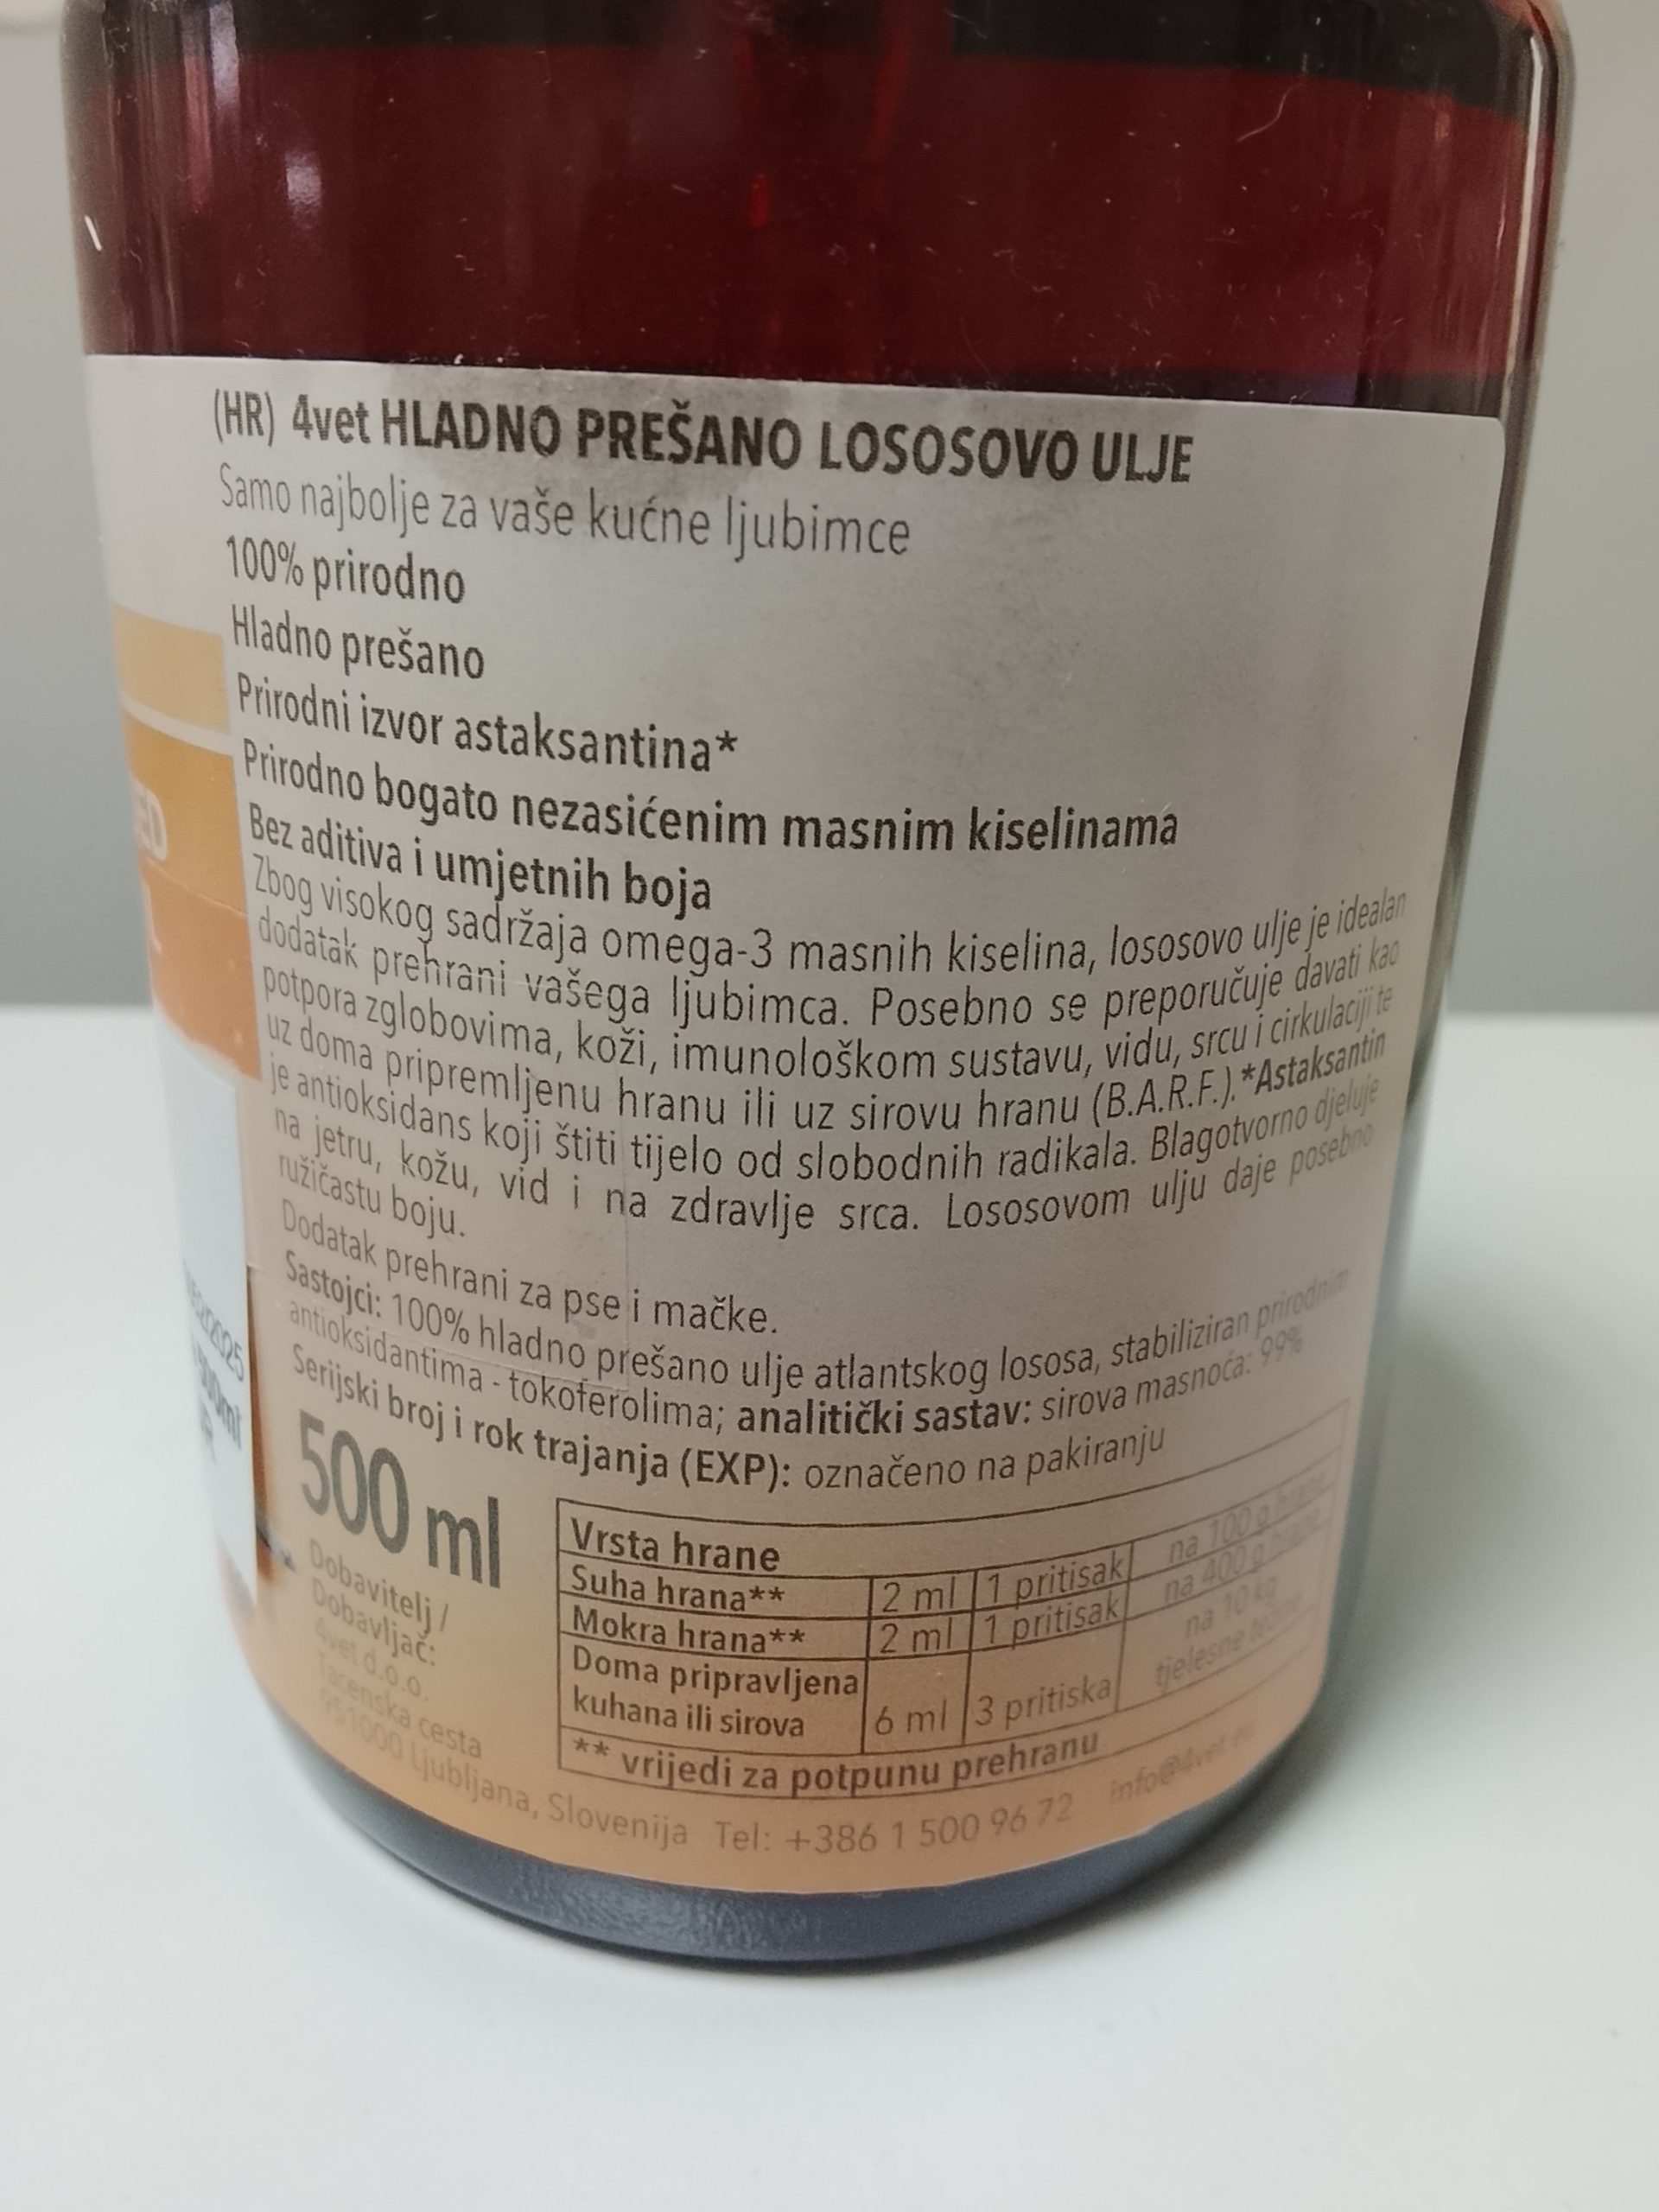 (HR) 4vet HLADNO PREŠANO LOSOSOVO ULJE
Samo najbolje za vaše kućne ljubimce
100% prirodno
Hladno prešano
Prirodni izvor astaksantina*
Prirodno bogato nezasićenim masnim kiselinama
Bez aditiva i umjetnih boja
Zbog visokog sadržaja omega-3 masnih kiselina, lososovo ulje je idealan
dodatak prehrani vašega ljubimca. Posebno se preporučuje davati kao
potpora zglobovima, koži, imunološkom sustavu, vidu, srcu i cirkulaciji te
uz doma pripremljenu hranu ili uz sirovu hranu (B.A.R.F.).*Astaksantin
je antioksidans koji štiti tijelo od slobodnih radikala. Blagotvorno djeluje
na jetru, kožu, vid i na zdravlje srca. Lososovom ulju daje posebno
ružičastu boju.
Dodatak prehrani za pse i mačke.
Sastojci: 100% hladno prešano ulje atlantskog lososa, stabiliziran prirodnim
antioksidantima - tokoferolima; analitički sastav: sirova masnoća: 99%
Serijski broj i rok trajanja (EXP): označeno na pakiranju
500 ml
Vrsta hrane
Suha hrana** 2 ml 1 pritisak na 100 g hrane
Mokra hrana** 2 ml 1 pritisak na 400 g hrane
Doma pripravljena
kuhana ili sirova 6 ml 3 pritiska na 10 kg
tjelesne
** vrijedi za potpunu prehranu
Dobavitelj /
Dobavljač:
4vet d.o.o.
Tacenska cesta
951000 Ljubljana, Slovenija Tel: +386 1 500 96 72 info@4vet.eu
ED
L
2025
500ml